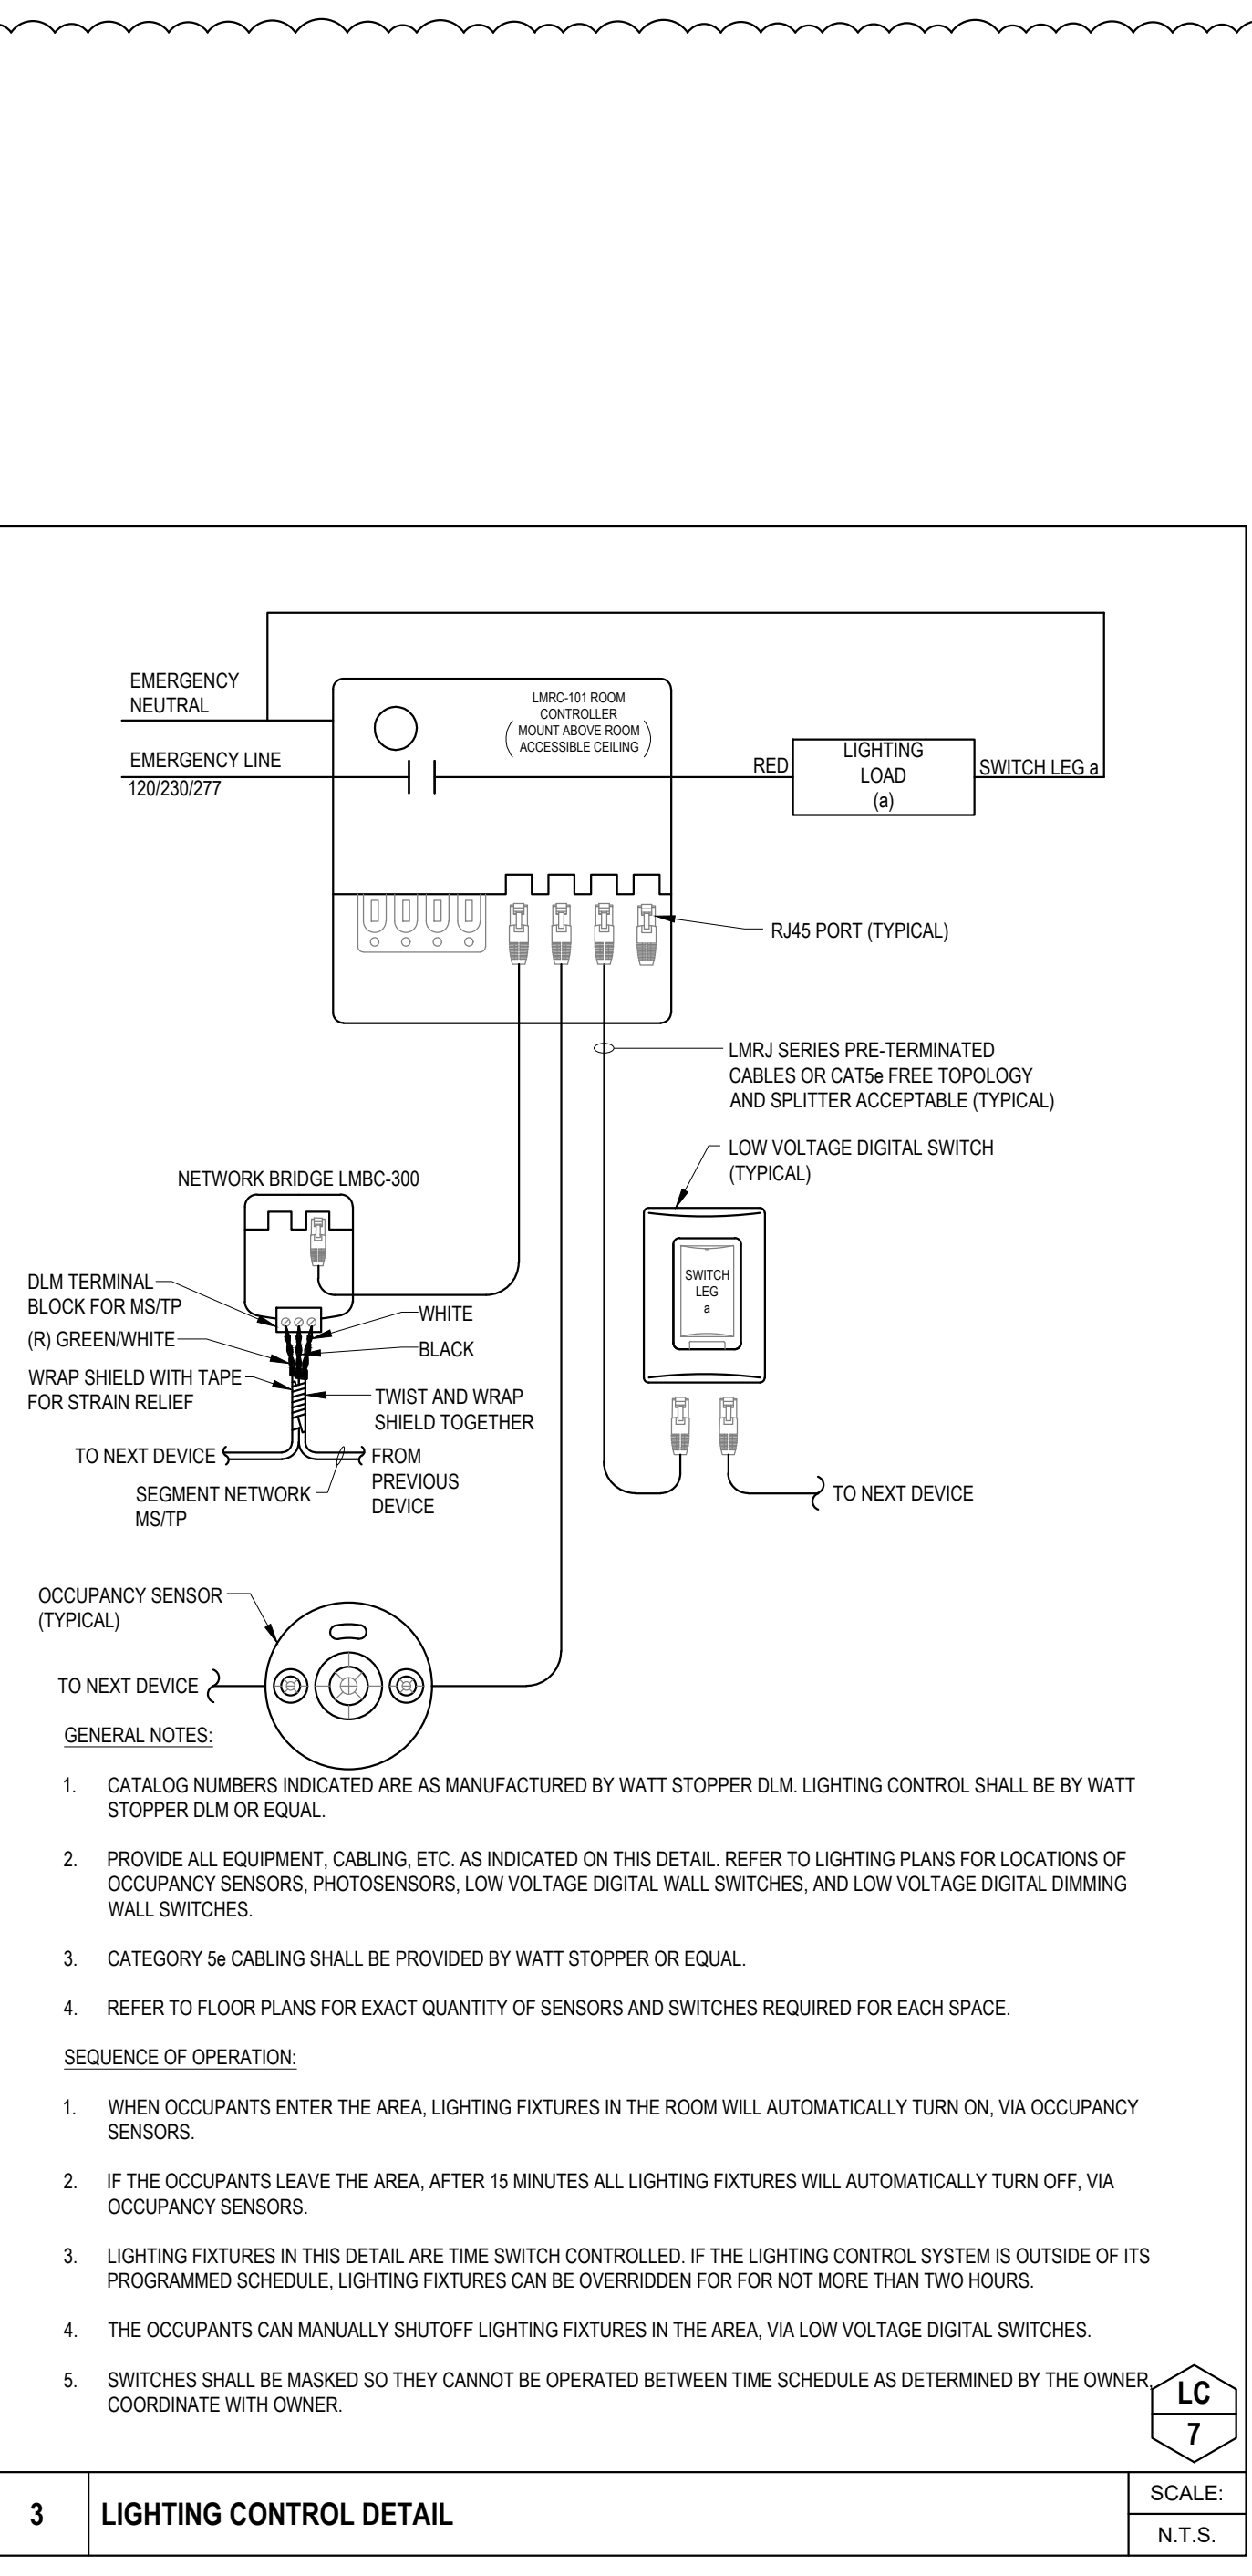 EMERGENCY
NEUTRAL
EMERGENCY LINE
120/230/277
LMRC-101 ROOM
CONTROLLER
MOUNT ABOVE ROOM
ACCESSIBLE CEILING
RED
LIGHTING
LOAD
(a)
SWITCH LEG a
RJ45 PORT (TYPICAL)
LMRJ SERIES PRE-TERMINATED
CABLES OR CAT5e FREE TOPOLOGY
AND SPLITTER ACCEPTABLE (TYPICAL)
LOW VOLTAGE DIGITAL SWITCH
(TYPICAL)
NETWORK BRIDGE LMBC-300
SWITCH
LEG
a
DLM TERMINAL
BLOCK FOR MS/TP
(R) GREEN/WHITE
WRAP SHIELD WITH TAPE
FOR STRAIN RELIEF
WHITE
BLACK
TWIST AND WRAP
SHIELD TOGETHER
TO NEXT DEVICE
FROM
PREVIOUS
DEVICE
SEGMENT NETWORK
MS/TP
TO NEXT DEVICE
OCCUPANCY SENSOR
(TYPICAL)
TO NEXT DEVICE
GENERAL NOTES:
1. CATALOG NUMBERS INDICATED ARE AS MANUFACTURED BY WATT STOPPER DLM. LIGHTING CONTROL SHALL BE BY WATT
STOPPER DLM OR EQUAL.
2. PROVIDE ALL EQUIPMENT, CABLING, ETC. AS INDICATED ON THIS DETAIL. REFER TO LIGHTING PLANS FOR LOCATIONS OF
OCCUPANCY SENSORS, PHOTOSENSORS, LOW VOLTAGE DIGITAL WALL SWITCHES, AND LOW VOLTAGE DIGITAL DIMMING
WALL SWITCHES.
3. CATEGORY 5e CABLING SHALL BE PROVIDED BY WATT STOPPER OR EQUAL.
4. REFER TO FLOOR PLANS FOR EXACT QUANTITY OF SENSORS AND SWITCHES REQUIRED FOR EACH SPACE.
SEQUENCE OF OPERATION:
1. WHEN OCCUPANTS ENTER THE AREA, LIGHTING FIXTURES IN THE ROOM WILL AUTOMATICALLY TURN ON, VIA OCCUPANCY
SENSORS.
2. IF THE OCCUPANTS LEAVE THE AREA, AFTER 15 MINUTES ALL LIGHTING FIXTURES WILL AUTOMATICALLY TURN OFF, VIA
OCCUPANCY SENSORS.
3. LIGHTING FIXTURES IN THIS DETAIL ARE TIME SWITCH CONTROLLED. IF THE LIGHTING CONTROL SYSTEM IS OUTSIDE OF ITS
PROGRAMMED SCHEDULE, LIGHTING FIXTURES CAN BE OVERRIDDEN FOR FOR NOT MORE THAN TWO HOURS.
4. THE OCCUPANTS CAN MANUALLY SHUTOFF LIGHTING FIXTURES IN THE AREA, VIA LOW VOLTAGE DIGITAL SWITCHES.
5. SWITCHES SHALL BE MASKED SO THEY CANNOT BE OPERATED BETWEEN TIME SCHEDULE AS DETERMINED BY THE OWNER,
COORDINATE WITH OWNER.
LC
7
3
LIGHTING CONTROL DETAIL
SCALE:
N.T.S.